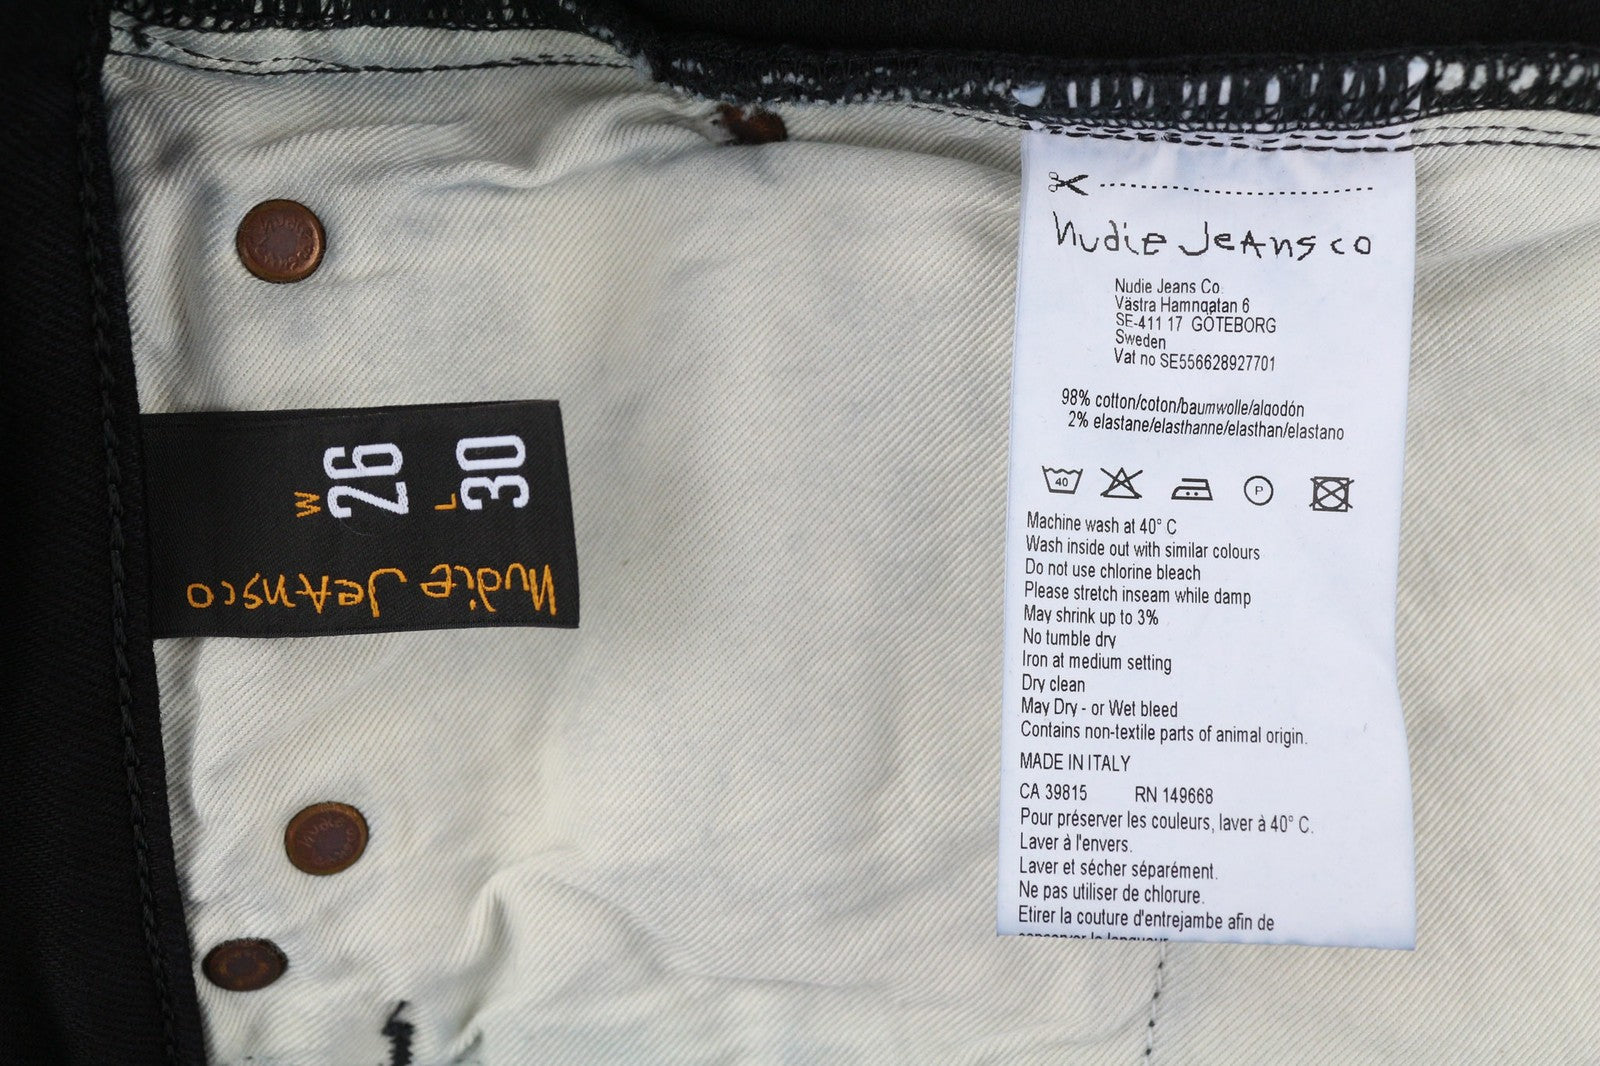 W
26
L
30
nudie Jeans co
nudie Jeans co
Nudie Jeans Co.
Västra Hamngatan 6
SE-411 17 GÖTEBORG
Sweden
Vat no SE556628927701
98% cotton/coton/baumwolle/algodón
2% elastane/elasthanne/elasthan/elastano
40
P
Machine wash at 40° C
Wash inside out with similar colours
Do not use chlorine bleach
Please stretch inseam while damp
May shrink up to 3%
No tumble dry
Iron at medium setting
Dry clean
May Dry - or Wet bleed
Contains non-textile parts of animal origin.
MADE IN ITALY
CA 39815 RN 149668
Pour préserver les couleurs, laver à 40° C.
Laver à l'envers.
Laver et sécher séparément.
Ne pas utiliser de chlorure.
Etirer la couture d'entrejambe afin de